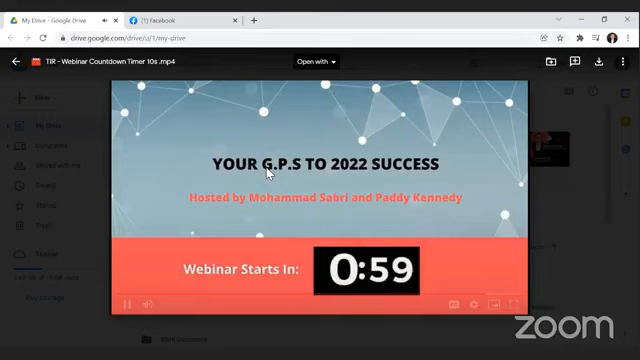 My Drive - Google Drive
(1) Facebook
drive.google.com/drive/u/1/my-drive
TIR - Webinar Countdown Timer 10s .mp4
Open with
New
My Drive
Computers
Shared with me
Recent
Starred
Trash
Storage
Buy storage
YOUR G.P.S TO 2022 SUCCESS
Hosted by Mohammad Sabri and Paddy Kennedy
Webinar Starts In:
0:59
zoom